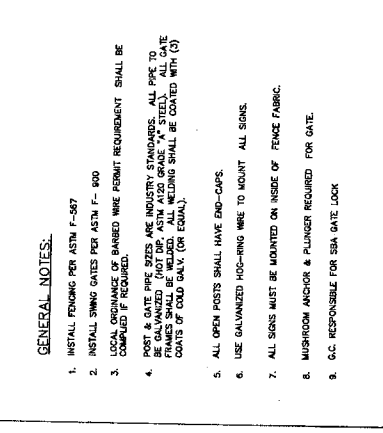 GENERAL NOTES:
1. INSTALL FENCING PER ASTM F-567
2. INSTALL SWING GATES PER ASTM F- 900
3. LOCAL ORDINANCE OF BARBED WIRE PERMIT REQUIREMENT SHALL BE
COMPLIED IF REQUIRED.
4. POST & GATE PIPE SIZES ARE INDUSTRY STANDARDS. ALL PIPE TO
BE GALVANIZED (HOT DIP, ASTM A120 GRADE "A" STEEL). ALL GATE
FRAMES SHALL BE WELDED. ALL WELDING SHALL BE COATED WITH (3)
COATS OF COLD GALV. (OR EQUAL).
5. ALL OPEN POSTS SHALL HAVE END-CAPS.
6. USE GALVANIZED HOG-RING WIRE TO MOUNT ALL SIGNS.
7. ALL SIGNS MUST BE MOUNTED ON INSIDE OF FENCE FABRIC.
8. MUSHROOM ANCHOR & PLUNGER REQUIRED FOR GATE.
9. G.C. RESPONSIBLE FOR SBA GATE LOCK